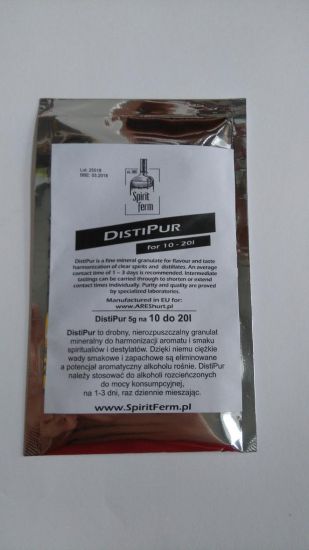 Lot: 25018
BBE: 05.2018
Spirit
Ferm
DISTIPUR
for 10 - 20l
DistiPur is a fine mineral granulate for flavour and taste
harmonization of clear spirits and distillates. An average
contact time of 1 – 3 days is recommended. Intermediate
tastings can be carried through to shorten or extend
contact times individually. Purity and quality are proved
by specialized laboratories.
Manufactured in EU for:
www.AREShurt.pl
DistiPur 5g na 10 do 20l
DistiPur to drobny, nierozpuszczalny granulat
mineralny do harmonizacji aromatu i smaku
spirytualiów i destylatów. Dzięki niemu ciężkie
wady smakowe i zapachowe są eliminowane
a potencjał aromatyczny alkoholu rośnie. DistiPur
należy stosować do alkoholi rozcieńczonych
do mocy konsumpcyjnej,
na 1-3 dni, raz dziennie mieszając.
www.SpiritFerm.pl